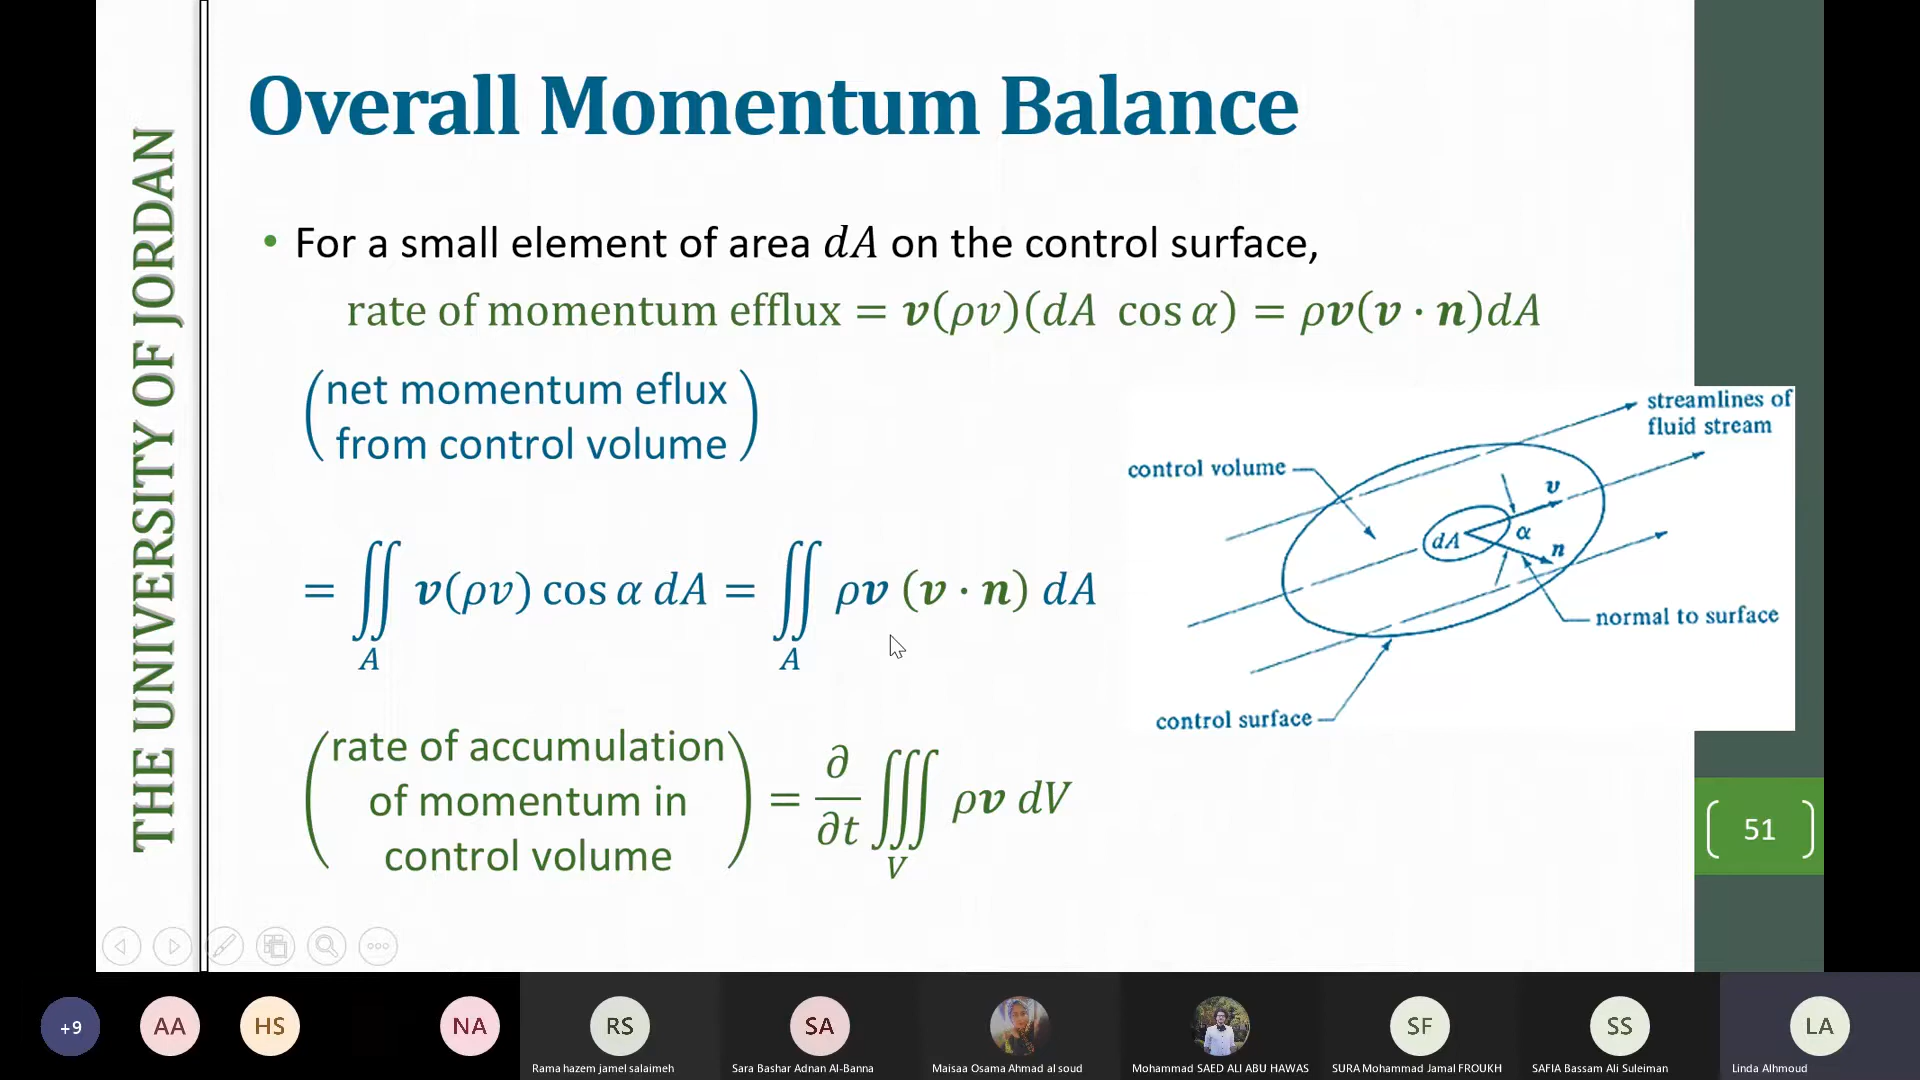 THE UNIVERSITY OF JORDAN
Overall Momentum Balance
• For a small element of area dA on the control surface,
rate of momentum efflux = v(ρv)(dA cos α) = ρv(v · n)dA
(net momentum eflux
from control volume)
= ∬_A v(ρv) cos α dA = ∬_A ρv (v · n) dA
(rate of accumulation
of momentum in
control volume) = ∂/∂t ∭_V ρv dV
streamlines of
fluid stream
control volume
v
α
dA
n
normal to surface
control surface
51
+9
AA
HS
NA
RS
SA
SF
SS
LA
Rama hazem jamel salaimeh
Sara Bashar Adnan Al-Banna
Maisaa Osama Ahmad al soud
Mohammad SAED ALI ABU HAWAS
SURA Mohammad Jamal FROUKH
SAFIA Bassam Ali Suleiman
Linda Alhmoud